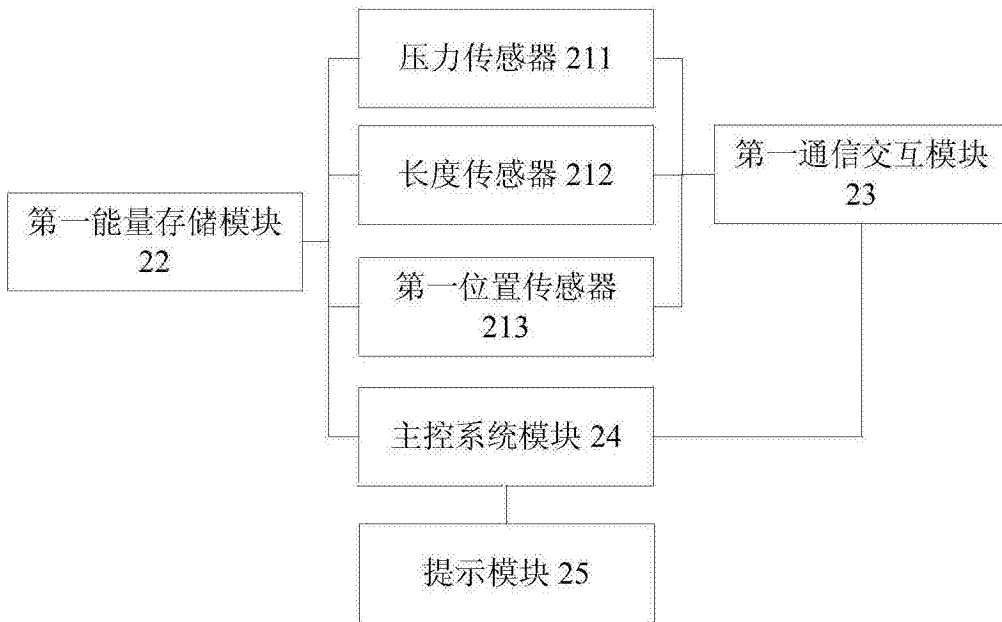 压力传感器 211
长度传感器 212
第一通信交互模块
23
第一能量存储模块
22
第一位置传感器
213
主控系统模块 24
提示模块 25